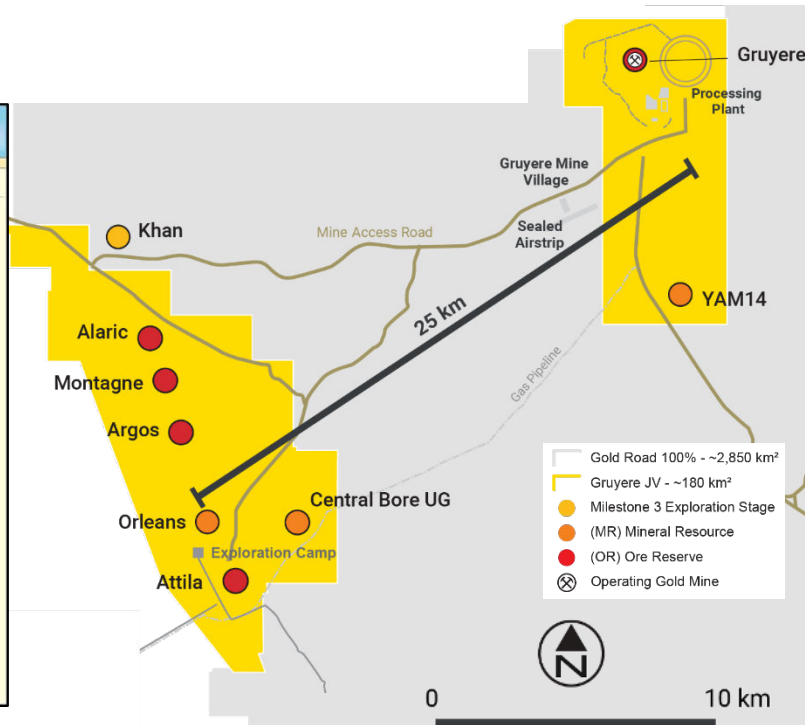 Gruyere
Processing
Plant
Gruyere Mine
Village
Khan
Mine Access Road
Sealed
Airstrip
YAM14
25 km
Alaric
Gas Pipeline
Montagne
Argos
Gold Road 100% - ~2,850 km²
Gruyere JV - ~180 km²
Milestone 3 Exploration Stage
(MR) Mineral Resource
(OR) Ore Reserve
Operating Gold Mine
Central Bore UG
Orleans
Exploration Camp
Attila
N
0
10 km